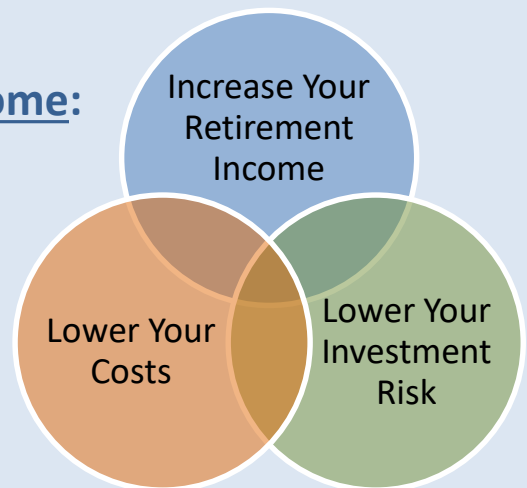 ome:
Increase Your
Retirement
Income
Lower Your
Costs
Lower Your
Investment
Risk